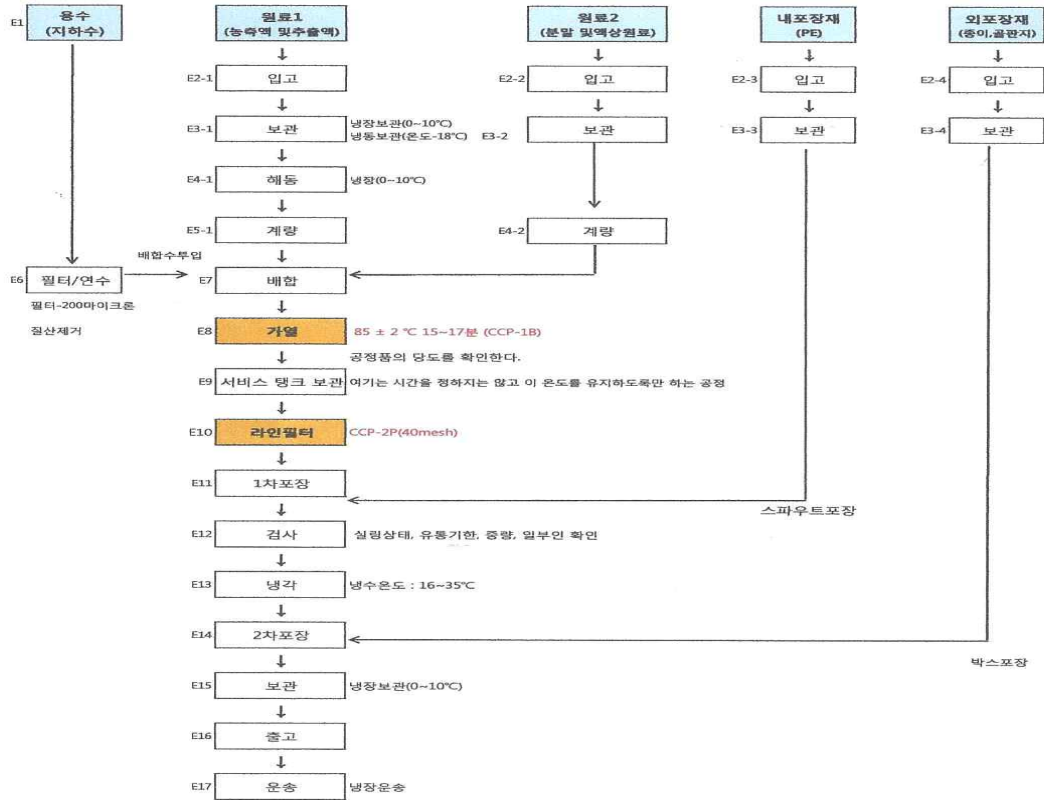 E1
용수
(지하수)
원료1
(농축액 및추출액)
원료2
(분말 및액상원료)
내포장재
(PE)
외포장재
(종이,골판지)
E2-1 입고
E2-2 입고
E2-3 입고
E2-4 입고
E3-1 보관
냉장보관(0~10℃)
냉동보관(온도-18℃)
E3-2 보관
E3-3 보관
E3-4 보관
E4-1 해동 냉장(0~10℃)
E5-1 계량
E4-2 계량
배합수투입
E6 필터/연수
E7 배합
필터-200마이크론
질산제거
E8 가열 85 ± 2 ℃ 15~17분 (CCP-1B)
공정품의 당도를 확인한다.
E9 서비스 탱크 보관 여기는 시간을 정하지는 않고 이 온도를 유지하도록만 하는 공정
E10 라인필터 CCP-2P(40mesh)
E11 1차포장
스파우트포장
E12 검사 실링상태, 유통기한, 중량, 일부인 확인
E13 냉각 냉수온도 : 16~35℃
E14 2차포장
박스포장
E15 보관 냉장보관(0~10℃)
E16 출고
E17 운송 냉장운송